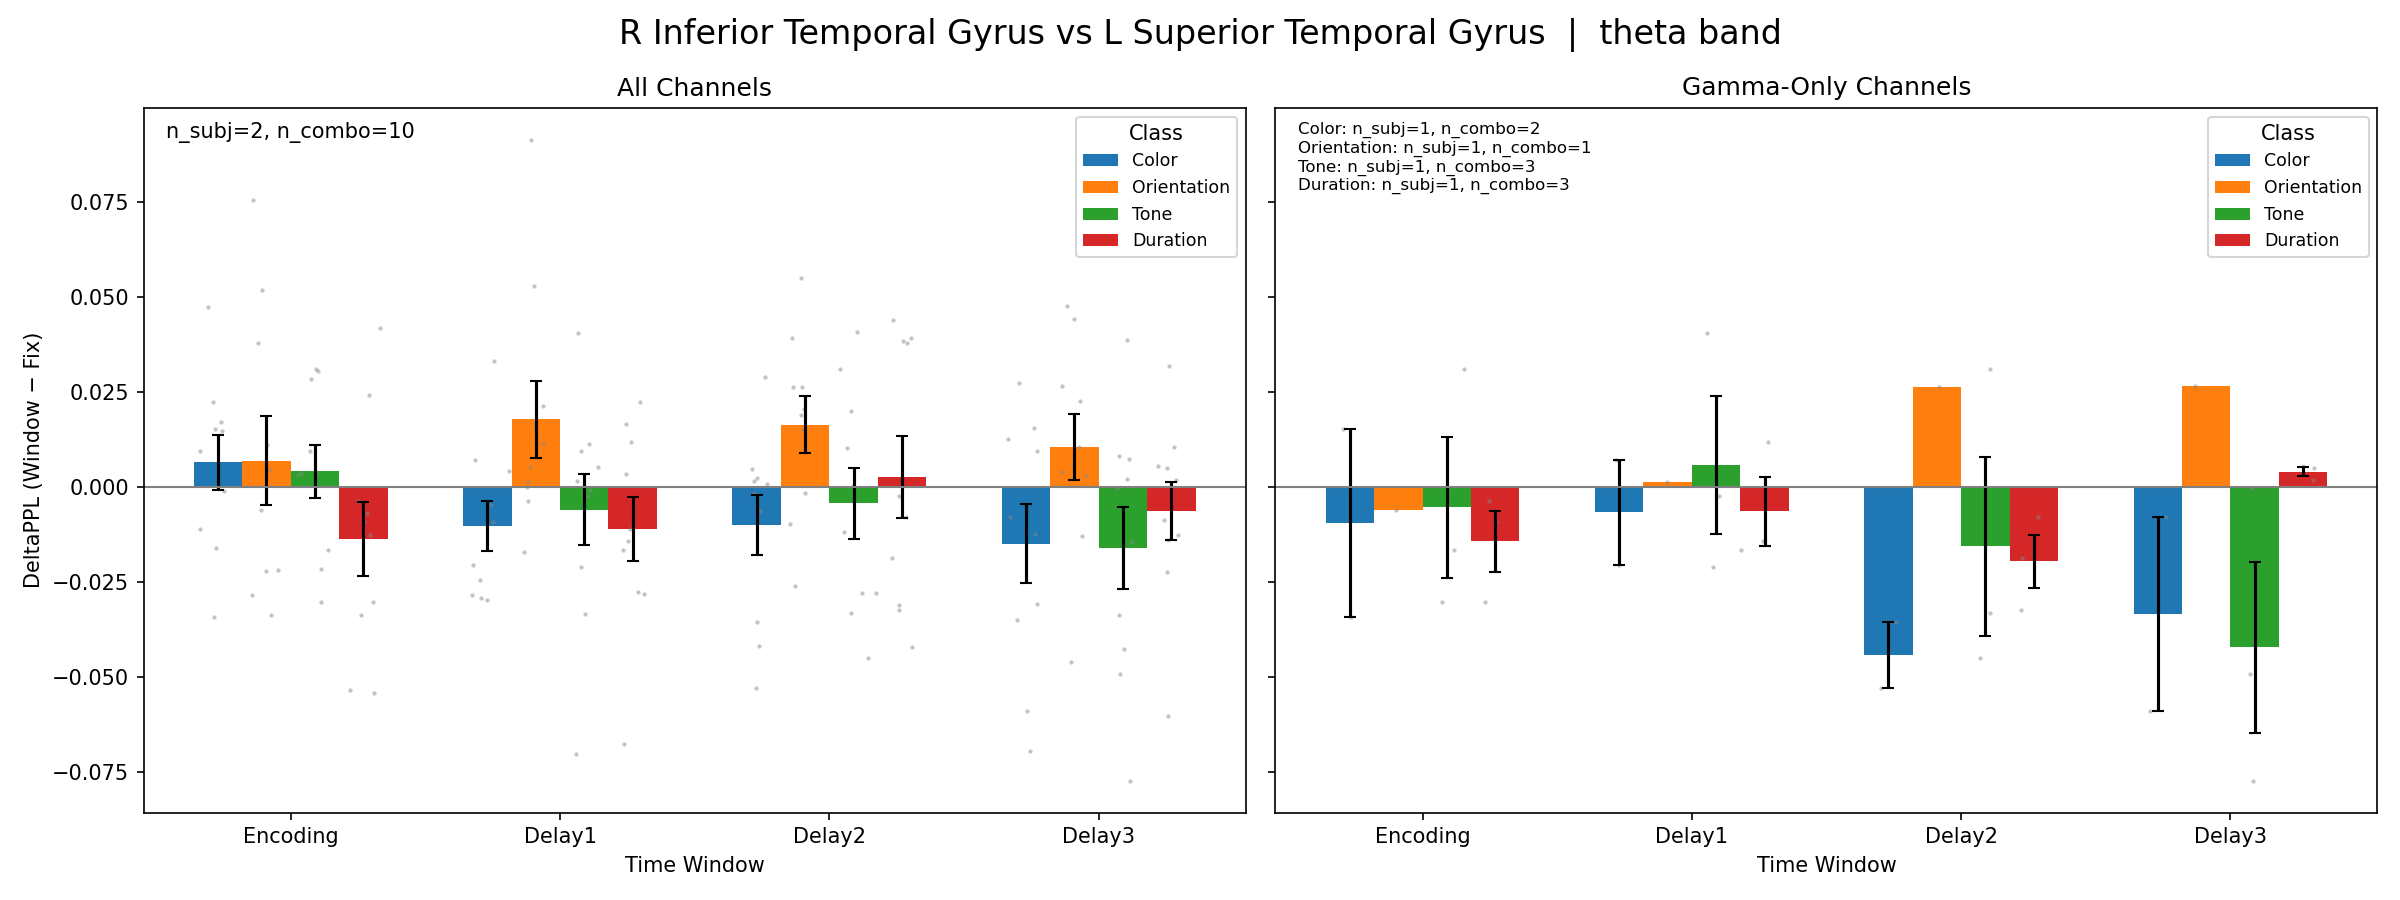 R Inferior Temporal Gyrus vs L Superior Temporal Gyrus | theta band
All Channels
n_subj=2, n_combo=10
Class
Color
Orientation
Tone
Duration
DeltaPPL (Window − Fix)
0.075
0.050
0.025
0.000
−0.025
−0.050
−0.075
Encoding
Delay1
Delay2
Delay3
Time Window
Gamma-Only Channels
Color: n_subj=1, n_combo=2
Orientation: n_subj=1, n_combo=1
Tone: n_subj=1, n_combo=3
Duration: n_subj=1, n_combo=3
Class
Color
Orientation
Tone
Duration
Encoding
Delay1
Delay2
Delay3
Time Window